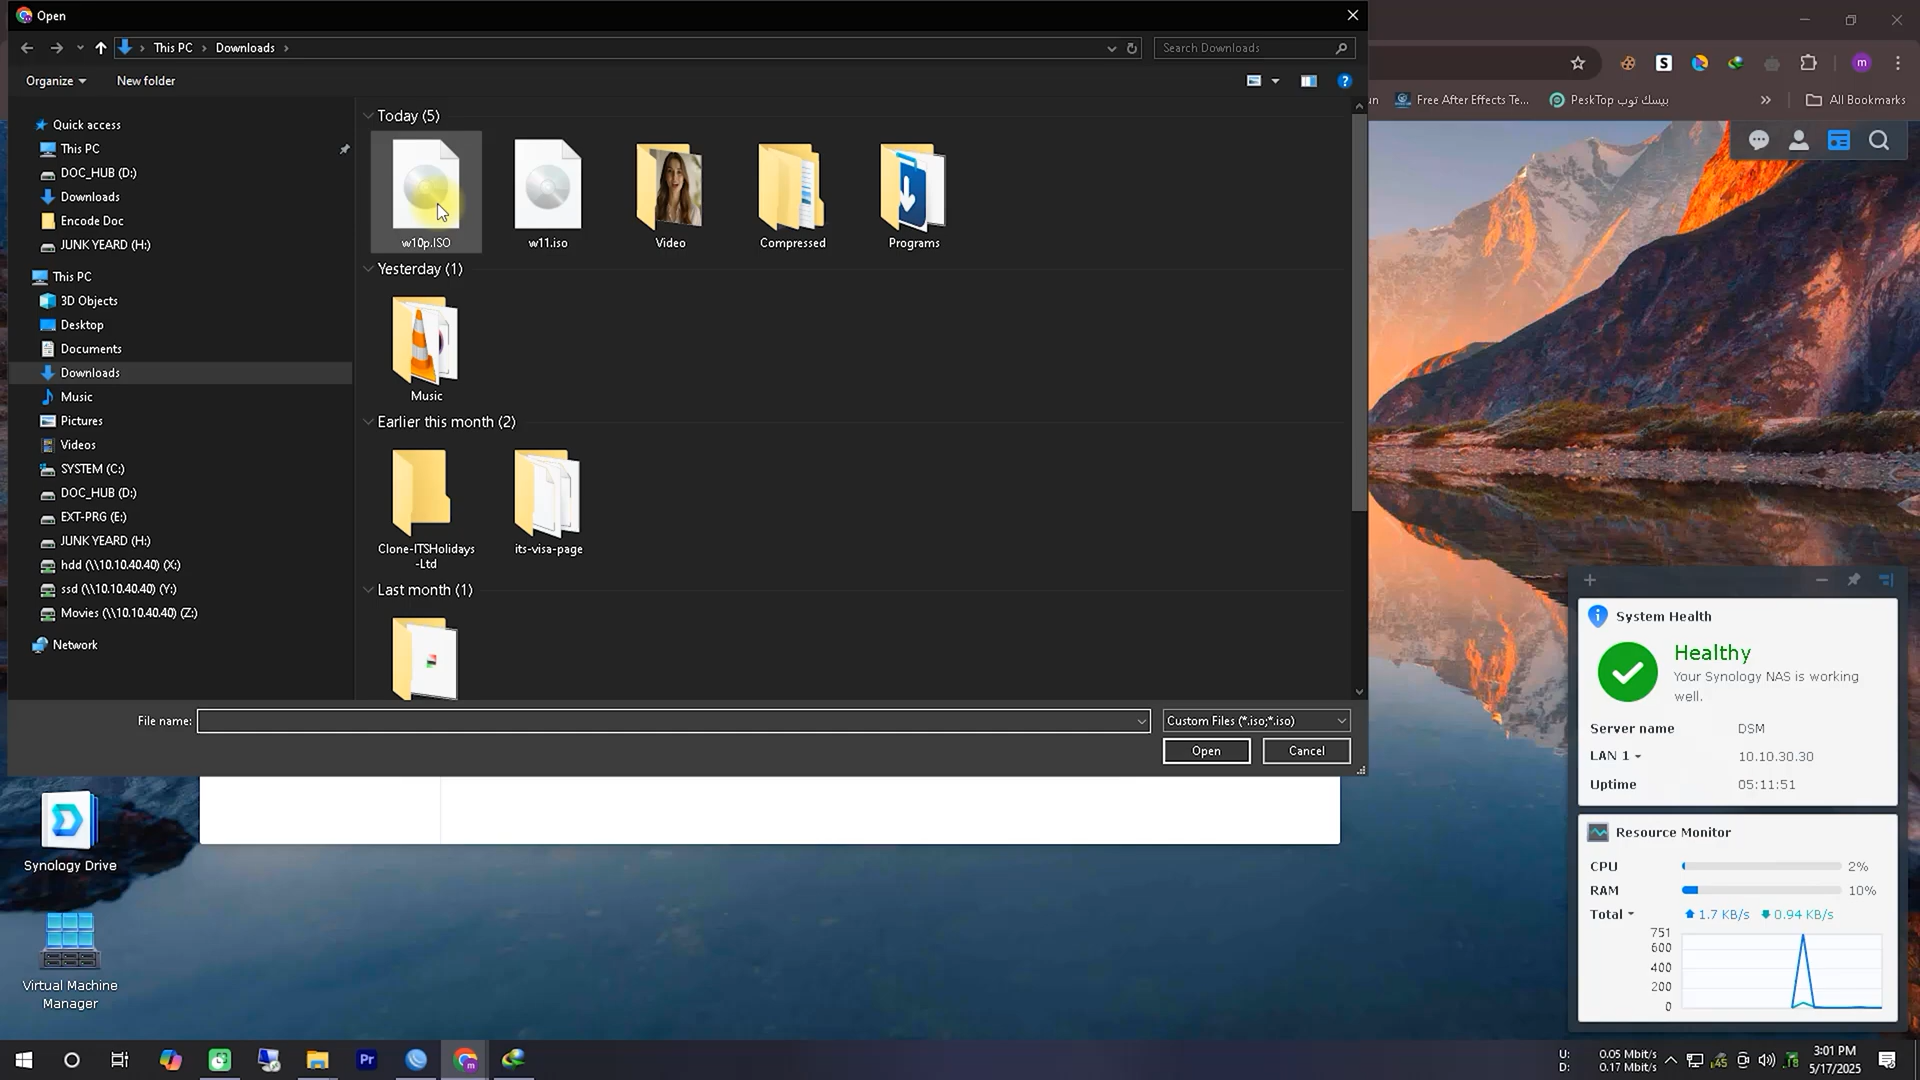 Open
This PC
Downloads
Search Downloads
Organize
New folder
Quick access
This PC
DOC_HUB (D:)
Downloads
Encode Doc
JUNK YEARD (H:)
This PC
3D Objects
Desktop
Documents
Downloads
Music
Pictures
Videos
SYSTEM (C:)
DOC_HUB (D:)
EXT-PRG (E:)
JUNK YEARD (H:)
hdd (\\10.10.40.40) (X:)
ssd (\\10.10.40.40) (Y:)
Movies (\\10.10.40.40) (Z:)
Network
Today (5)
w10p.ISO
w11.iso
Video
Compressed
Programs
Yesterday (1)
Music
Earlier this month (2)
Clone-ITSHolidays
-Ltd
its-visa-page
Last month (1)
File name:
Custom Files (*.iso;*.iso)
Open
Cancel
Free After Effects Te...
PeskTop بيسك توب
»
All Bookmarks
System Health
Healthy
Your Synology NAS is working
well.
Server name DSM
LAN 1 10.10.30.30
Uptime 05:11:51
Resource Monitor
CPU 2%
RAM 10%
Total 1.7 KB/s 0.94 KB/s
751
600
400
200
0
Synology Drive
Virtual Machine
Manager
Pr
U: 0.05 Mbit/s
D: 0.17 Mbit/s
45
3:01 PM
5/17/2025